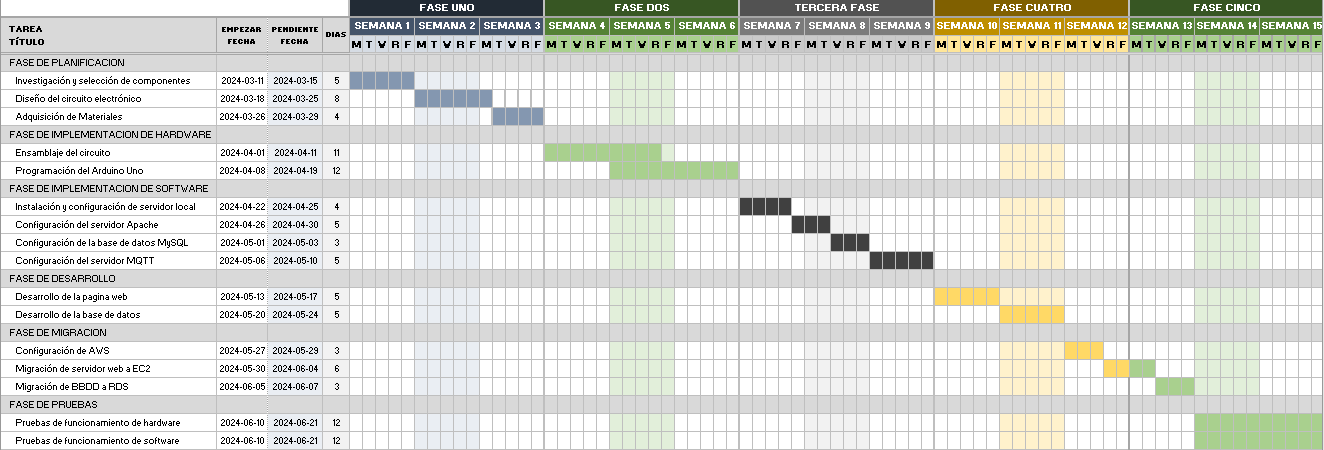 FASE UNO FASE DOS TERCERA FASE FASE CUATRO FASE CINCO
TAREA TÍTULO EMPEZAR FECHA PENDIENTE FECHA DIAS SEMANA 1 SEMANA 2 SEMANA 3 SEMANA 4 SEMANA 5 SEMANA 6 SEMANA 7 SEMANA 8 SEMANA 9 SEMANA 10 SEMANA 11 SEMANA 12 SEMANA 13 SEMANA 14 SEMANA 15
M T W R F M T W R F M T W R F M T W R F M T W R F M T W R F M T W R F M T W R F M T W R F M T W R F M T W R F M T W R F M T W R F M T W R F M T W R F
FASE DE PLANIFICACION
Investigación y selección de componentes 2024-03-11 2024-03-15 5
Diseño del circuito electrónico 2024-03-18 2024-03-25 8
Adquisición de Materiales 2024-03-26 2024-03-29 4
FASE DE IMPLEMENTACION DE HARDWARE
Ensamblaje del circuito 2024-04-01 2024-04-11 11
Programación del Arduino Uno 2024-04-08 2024-04-19 12
FASE DE IMPLEMENTACION DE SOFTWARE
Instalación y configuración de servidor local 2024-04-22 2024-04-25 4
Configuración del servidor Apache 2024-04-26 2024-04-30 5
Configuración de la base de datos MySQL 2024-05-01 2024-05-03 3
Configuración del servidor MQTT 2024-05-06 2024-05-10 5
FASE DE DESARROLLO
Desarrollo de la pagina web 2024-05-13 2024-05-17 5
Desarrollo de la base de datos 2024-05-20 2024-05-24 5
FASE DE MIGRACION
Configuración de AWS 2024-05-27 2024-05-29 3
Migración de servidor web a EC2 2024-05-30 2024-06-04 6
Migración de BBDD a RDS 2024-06-05 2024-06-07 3
FASE DE PRUEBAS
Pruebas de funcionamiento de hardware 2024-06-10 2024-06-21 12
Pruebas de funcionamiento de software 2024-06-10 2024-06-21 12